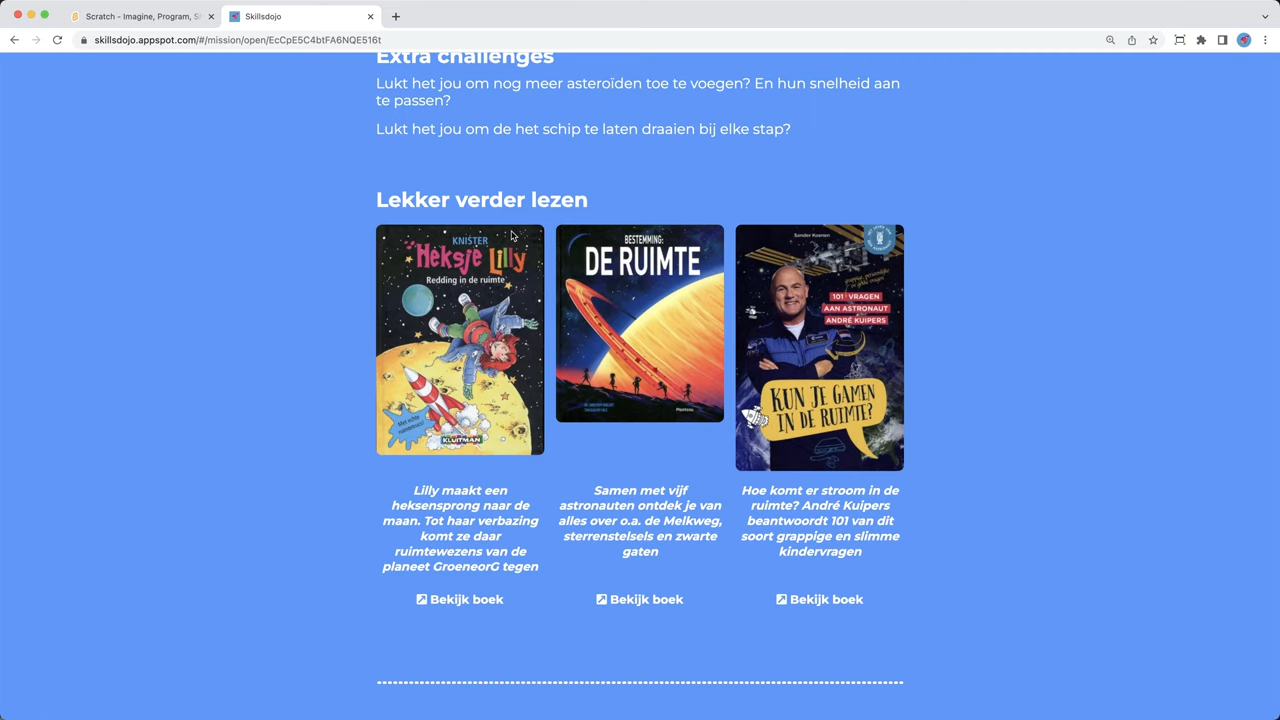 Scratch - Imagine, Program, Sh
Skillsdojo
skillsdojo.appspot.com/#/mission/open/EcCpE5C4btFA6NQE516t
Extra challenges
Lukt het jou om nog meer asteroïden toe te voegen? En hun snelheid aan
te passen?
Lukt het jou om de het schip te laten draaien bij elke stap?
Lekker verder lezen
KNISTER
Heksje Lilly
Redding in de ruimte
KLUITMAN
BESTEMMING:
DE RUIMTE
Plantou
Sander Koenen
101 VRAGEN
AAN ASTRONAUT
ANDRÉ KUIPERS
KUN JE GAMEN
IN DE RUIMTE?
Lilly maakt een
heksensprong naar de
maan. Tot haar verbazing
komt ze daar
ruimtewezens van de
planeet GroeneorG tegen
Bekijk boek
Samen met vijf
astronauten ontdek je van
alles over o.a. de Melkweg,
sterrenstelsels en zwarte
gaten
Bekijk boek
Hoe komt er stroom in de
ruimte? André Kuipers
beantwoordt 101 van dit
soort grappige en slimme
kindervragen
Bekijk boek